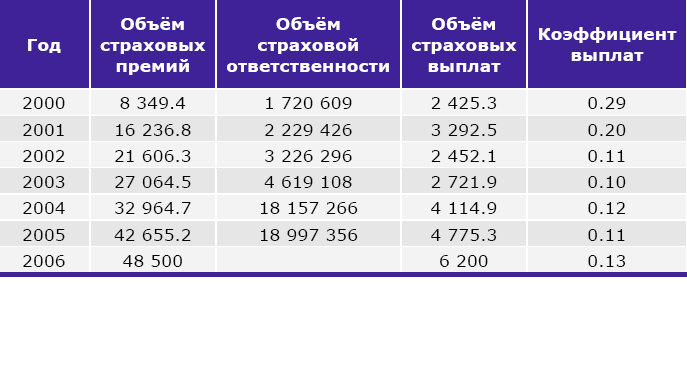 Год Объём страховых премий Объём страховой ответственности Объём страховых выплат Коэффициент выплат
2000 8 349.4 1 720 609 2 425.3 0.29
2001 16 236.8 2 229 426 3 292.5 0.20
2002 21 606.3 3 226 296 2 452.1 0.11
2003 27 064.5 4 619 108 2 721.9 0.10
2004 32 964.7 18 157 266 4 114.9 0.12
2005 42 655.2 18 997 356 4 775.3 0.11
2006 48 500 6 200 0.13